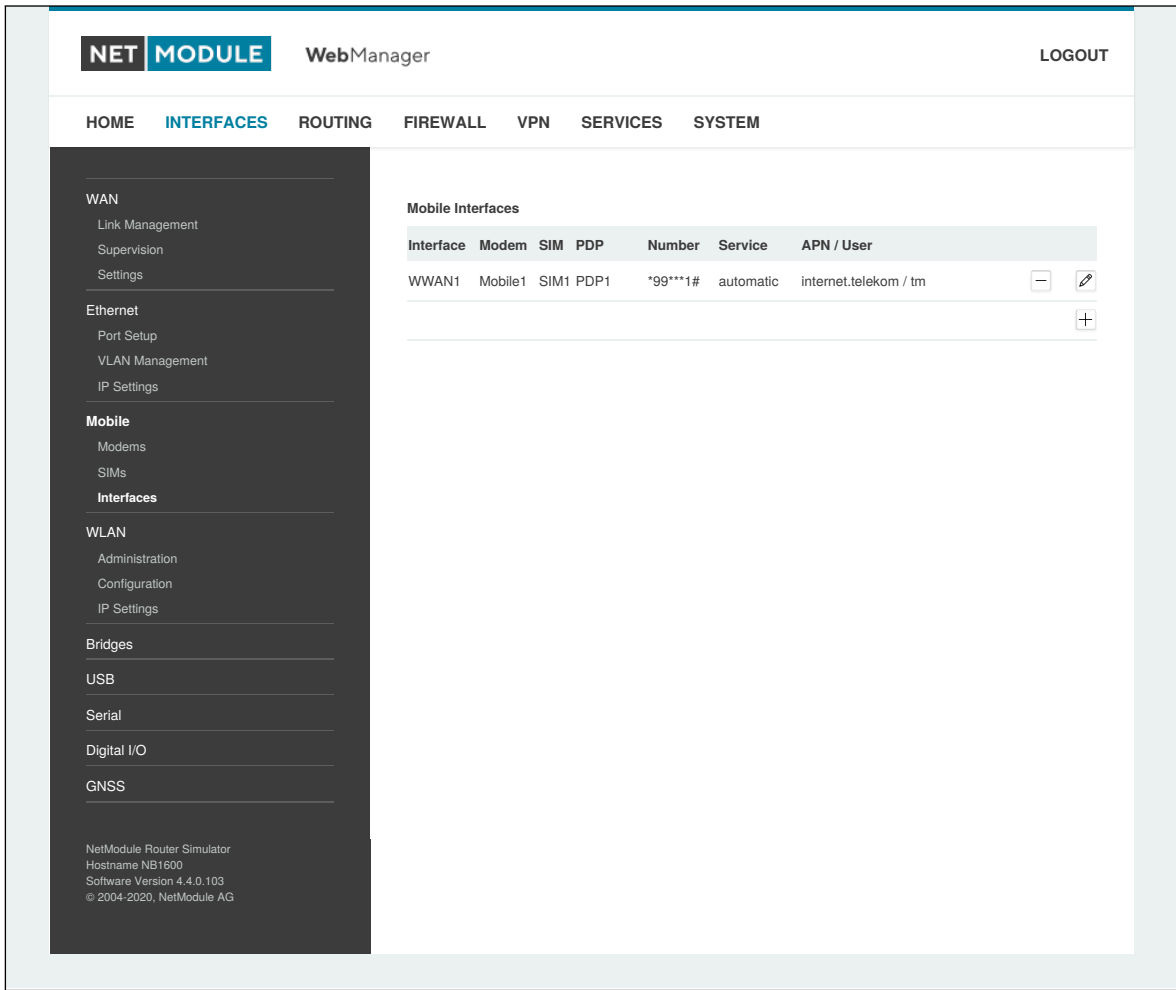 NET MODULE WebManager LOGOUT
HOME INTERFACES ROUTING FIREWALL VPN SERVICES SYSTEM
WAN
Link Management
Supervision
Settings
Ethernet
Port Setup
VLAN Management
IP Settings
Mobile
Modems
SIMs
Interfaces
WLAN
Administration
Configuration
IP Settings
Bridges
USB
Serial
Digital I/O
GNSS
NetModule Router Simulator
Hostname NB1600
Software Version 4.4.0.103
© 2004-2020, NetModule AG
Mobile Interfaces
Interface Modem SIM PDP Number Service APN / User
WWAN1 Mobile1 SIM1 PDP1 *99***1# automatic internet.telekom / tm